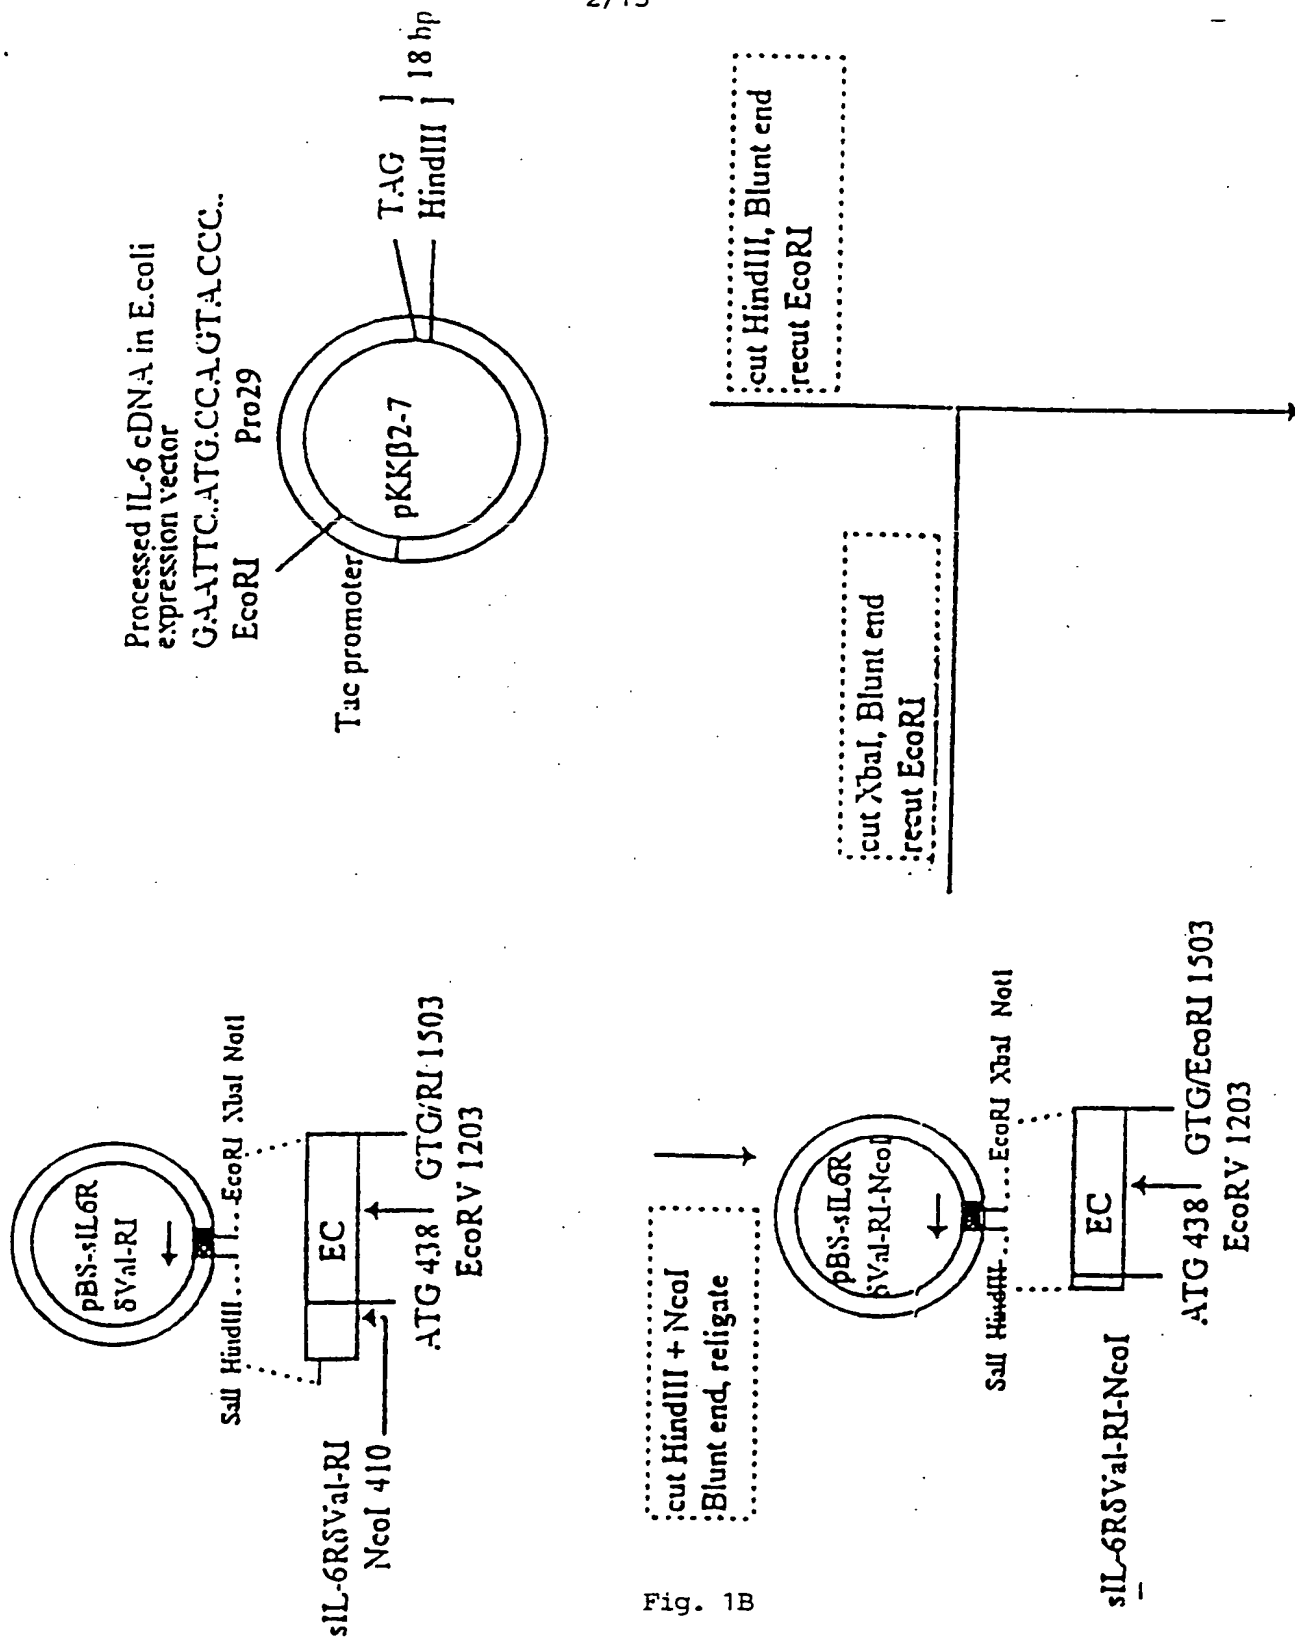 2/13
Processed IL-6 cDNA in E.coli
expression vector
GAATTC.ATG.CCA.GTA.CCC..
EcoRI Pro29
Tac promoter
pKKβ2-7
TAG ] 18 bp
HindIII ]
pBS-sIL6R
δVal-RI
SalI HindIII....EcoRI XbaI NotI
sIL-6RδVal-RI
NcoI 410
EC
ATG 438 GTG/RI 1503
EcoRV 1203
cut HindIII + NcoI
Blunt end, religate
cut XbaI, Blunt end
recut EcoRI
cut HindIII, Blunt end
recut EcoRI
pBS-sIL6R
δVal-RI-NcoI
SalI HindIII....EcoRI XbaI NotI
EC
sIL-6RδVal-RI-NcoI
ATG 438 GTG/EcoRI 1503
EcoRV 1203
Fig. 1B